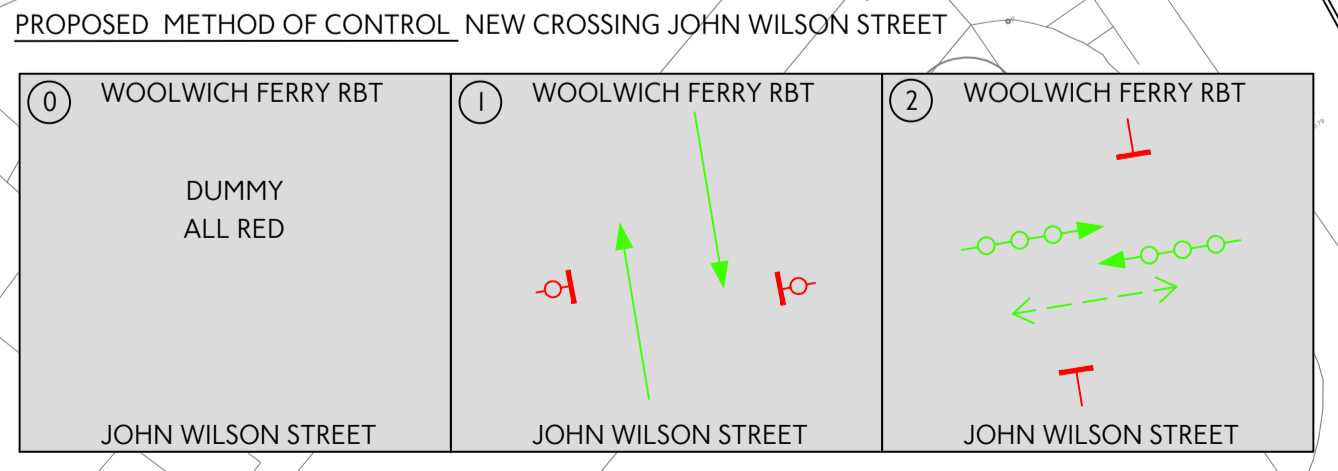 PROPOSED METHOD OF CONTROL NEW CROSSING JOHN WILSON STREET
0
WOOLWICH FERRY RBT
DUMMY
ALL RED
JOHN WILSON STREET
1
WOOLWICH FERRY RBT
JOHN WILSON STREET
2
WOOLWICH FERRY RBT
JOHN WILSON STREET